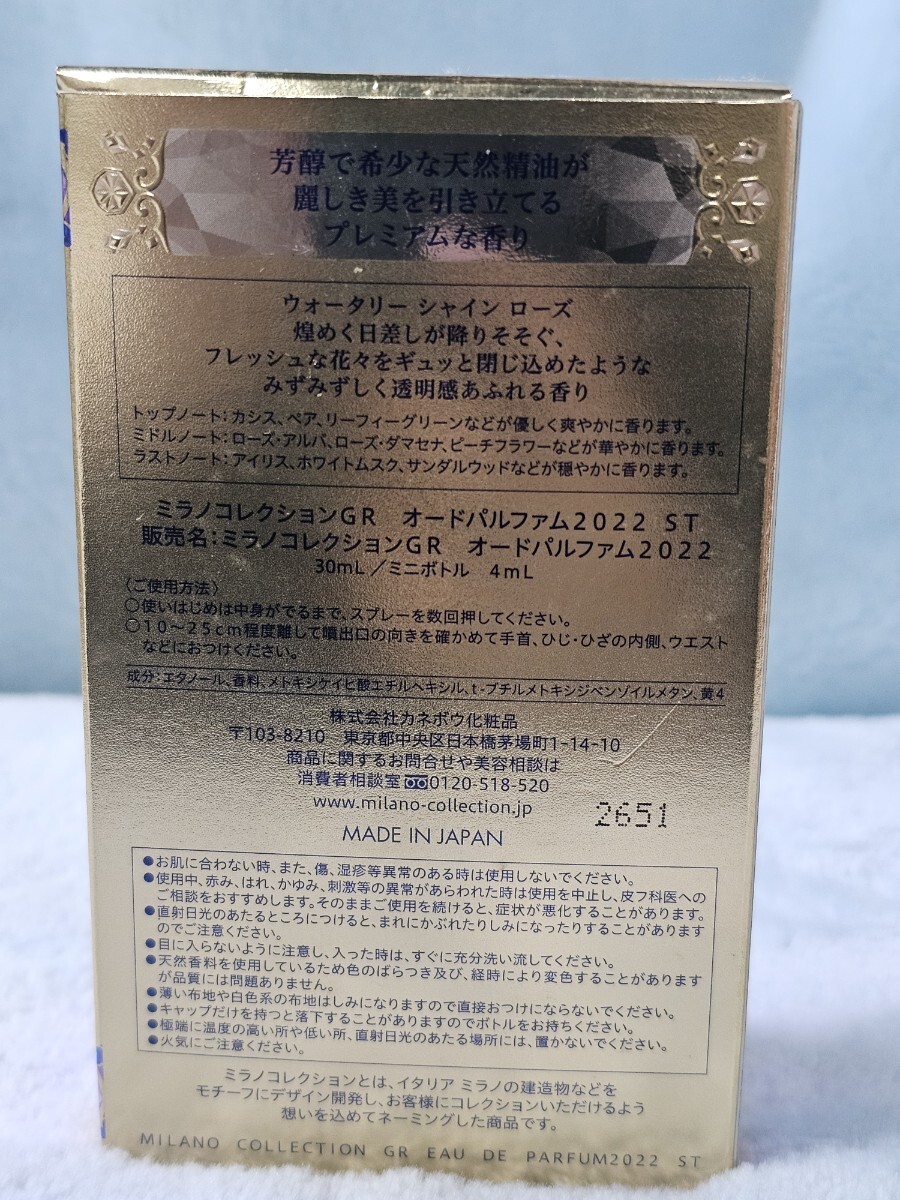 芳醇で希少な天然精油が
麗しき美を引き立てる
プレミアムな香り
ウォータリー シャイン ローズ
煌めく日差しが降りそそぐ、
フレッシュな花々をギュッと閉じ込めたような
みずみずしく透明感あふれる香り
トップノート:カシス、ペア、リーフィーグリーンなどが優しく爽やかに香ります。
ミドルノート:ローズ・アルバ、ローズ・ダマセナ、ピーチフラワーなどが華やかに香ります。
ラストノート:アイリス、ホワイトムスク、サンダルウッドなどが穏やかに香ります。
ミラノコレクションGR オードパルファム2022 ST
販売名:ミラノコレクションGR オードパルファム2022
30mL/ミニボトル 4mL
〈ご使用方法〉
○使いはじめは中身がでるまで、スプレーを数回押してください。
○10~25cm程度離して噴出口の向きを確かめて手首、ひじ・ひざの内側、ウエスト
などにおつけください。
成分:エタノール、香料、メトキシケイヒ酸エチルヘキシル、t-ブチルメトキシジベンゾイルメタン、黄4
株式会社カネボウ化粧品
〒103-8210 東京都中央区日本橋茅場町1-14-10
商品に関するお問合せや美容相談は
消費者相談室 0120-518-520
www.milano-collection.jp
2651
MADE IN JAPAN
●お肌に合わない時、また、傷、湿疹等異常のある時は使用しないでください。
●使用中、赤み、はれ、かゆみ、刺激等の異常があらわれた時は使用を中止し、皮フ科医への
ご相談をおすすめします。そのままご使用を続けると、症状が悪化することがあります。
●直射日光のあたるところにつけると、まれにかぶれたりしみになったりすることがあります
のでご注意ください。
●目に入らないように注意し、入った時は、すぐに充分洗い流してください。
●天然香料を使用しているため色のばらつき及び、経時により変色することがあります
が品質には問題ありません。
●薄い布地や白色系の布地はしみになりますので直接おつけにならないでください。
●キャップだけを持つと落下することがありますのでボトルをお持ちください。
●極端に温度の高い所や低い所、直射日光のあたる場所には、置かないでください。
●火気にご注意ください。
ミラノコレクションとは、イタリア ミラノの建造物などを
モチーフにデザイン開発し、お客様にコレクションいただけるよう
想いを込めてネーミングした商品です。
MILANO COLLECTION GR EAU DE PARFUM2022 ST